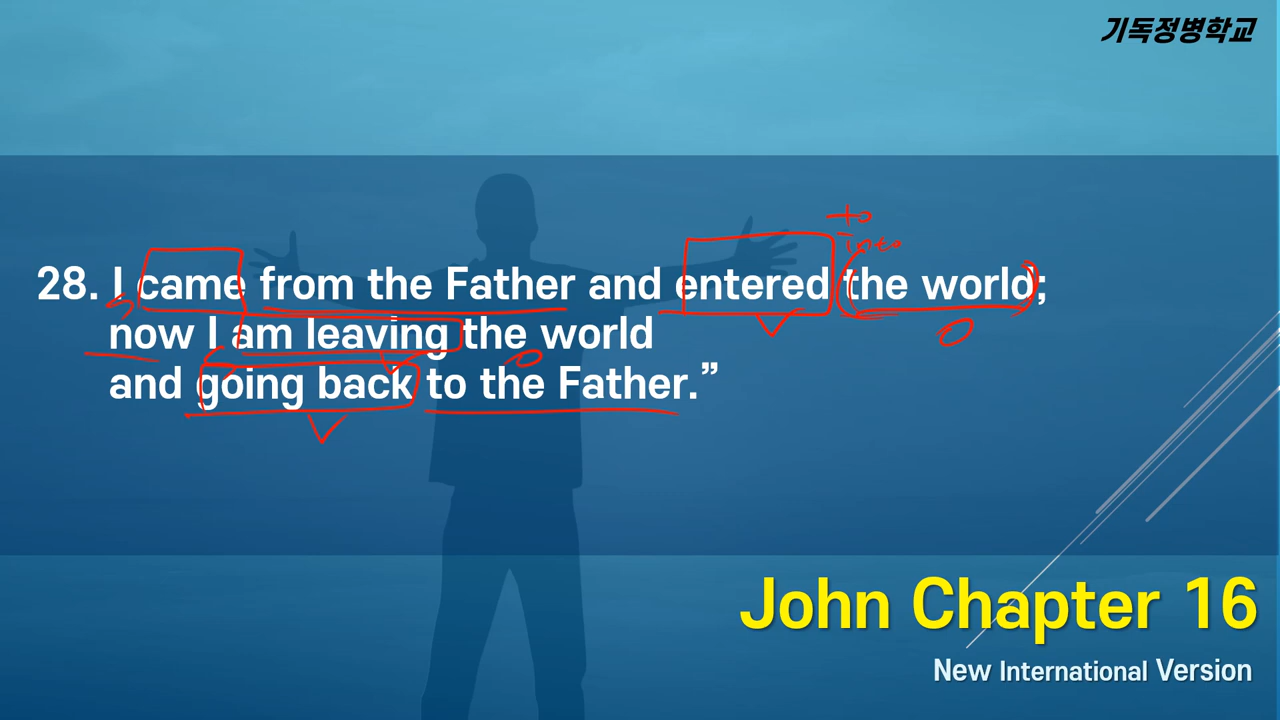 기독정병학교
to
into
28. I came from the Father and entered the world;
now I am leaving the world
and going back to the Father.”
John Chapter 16
New International Version